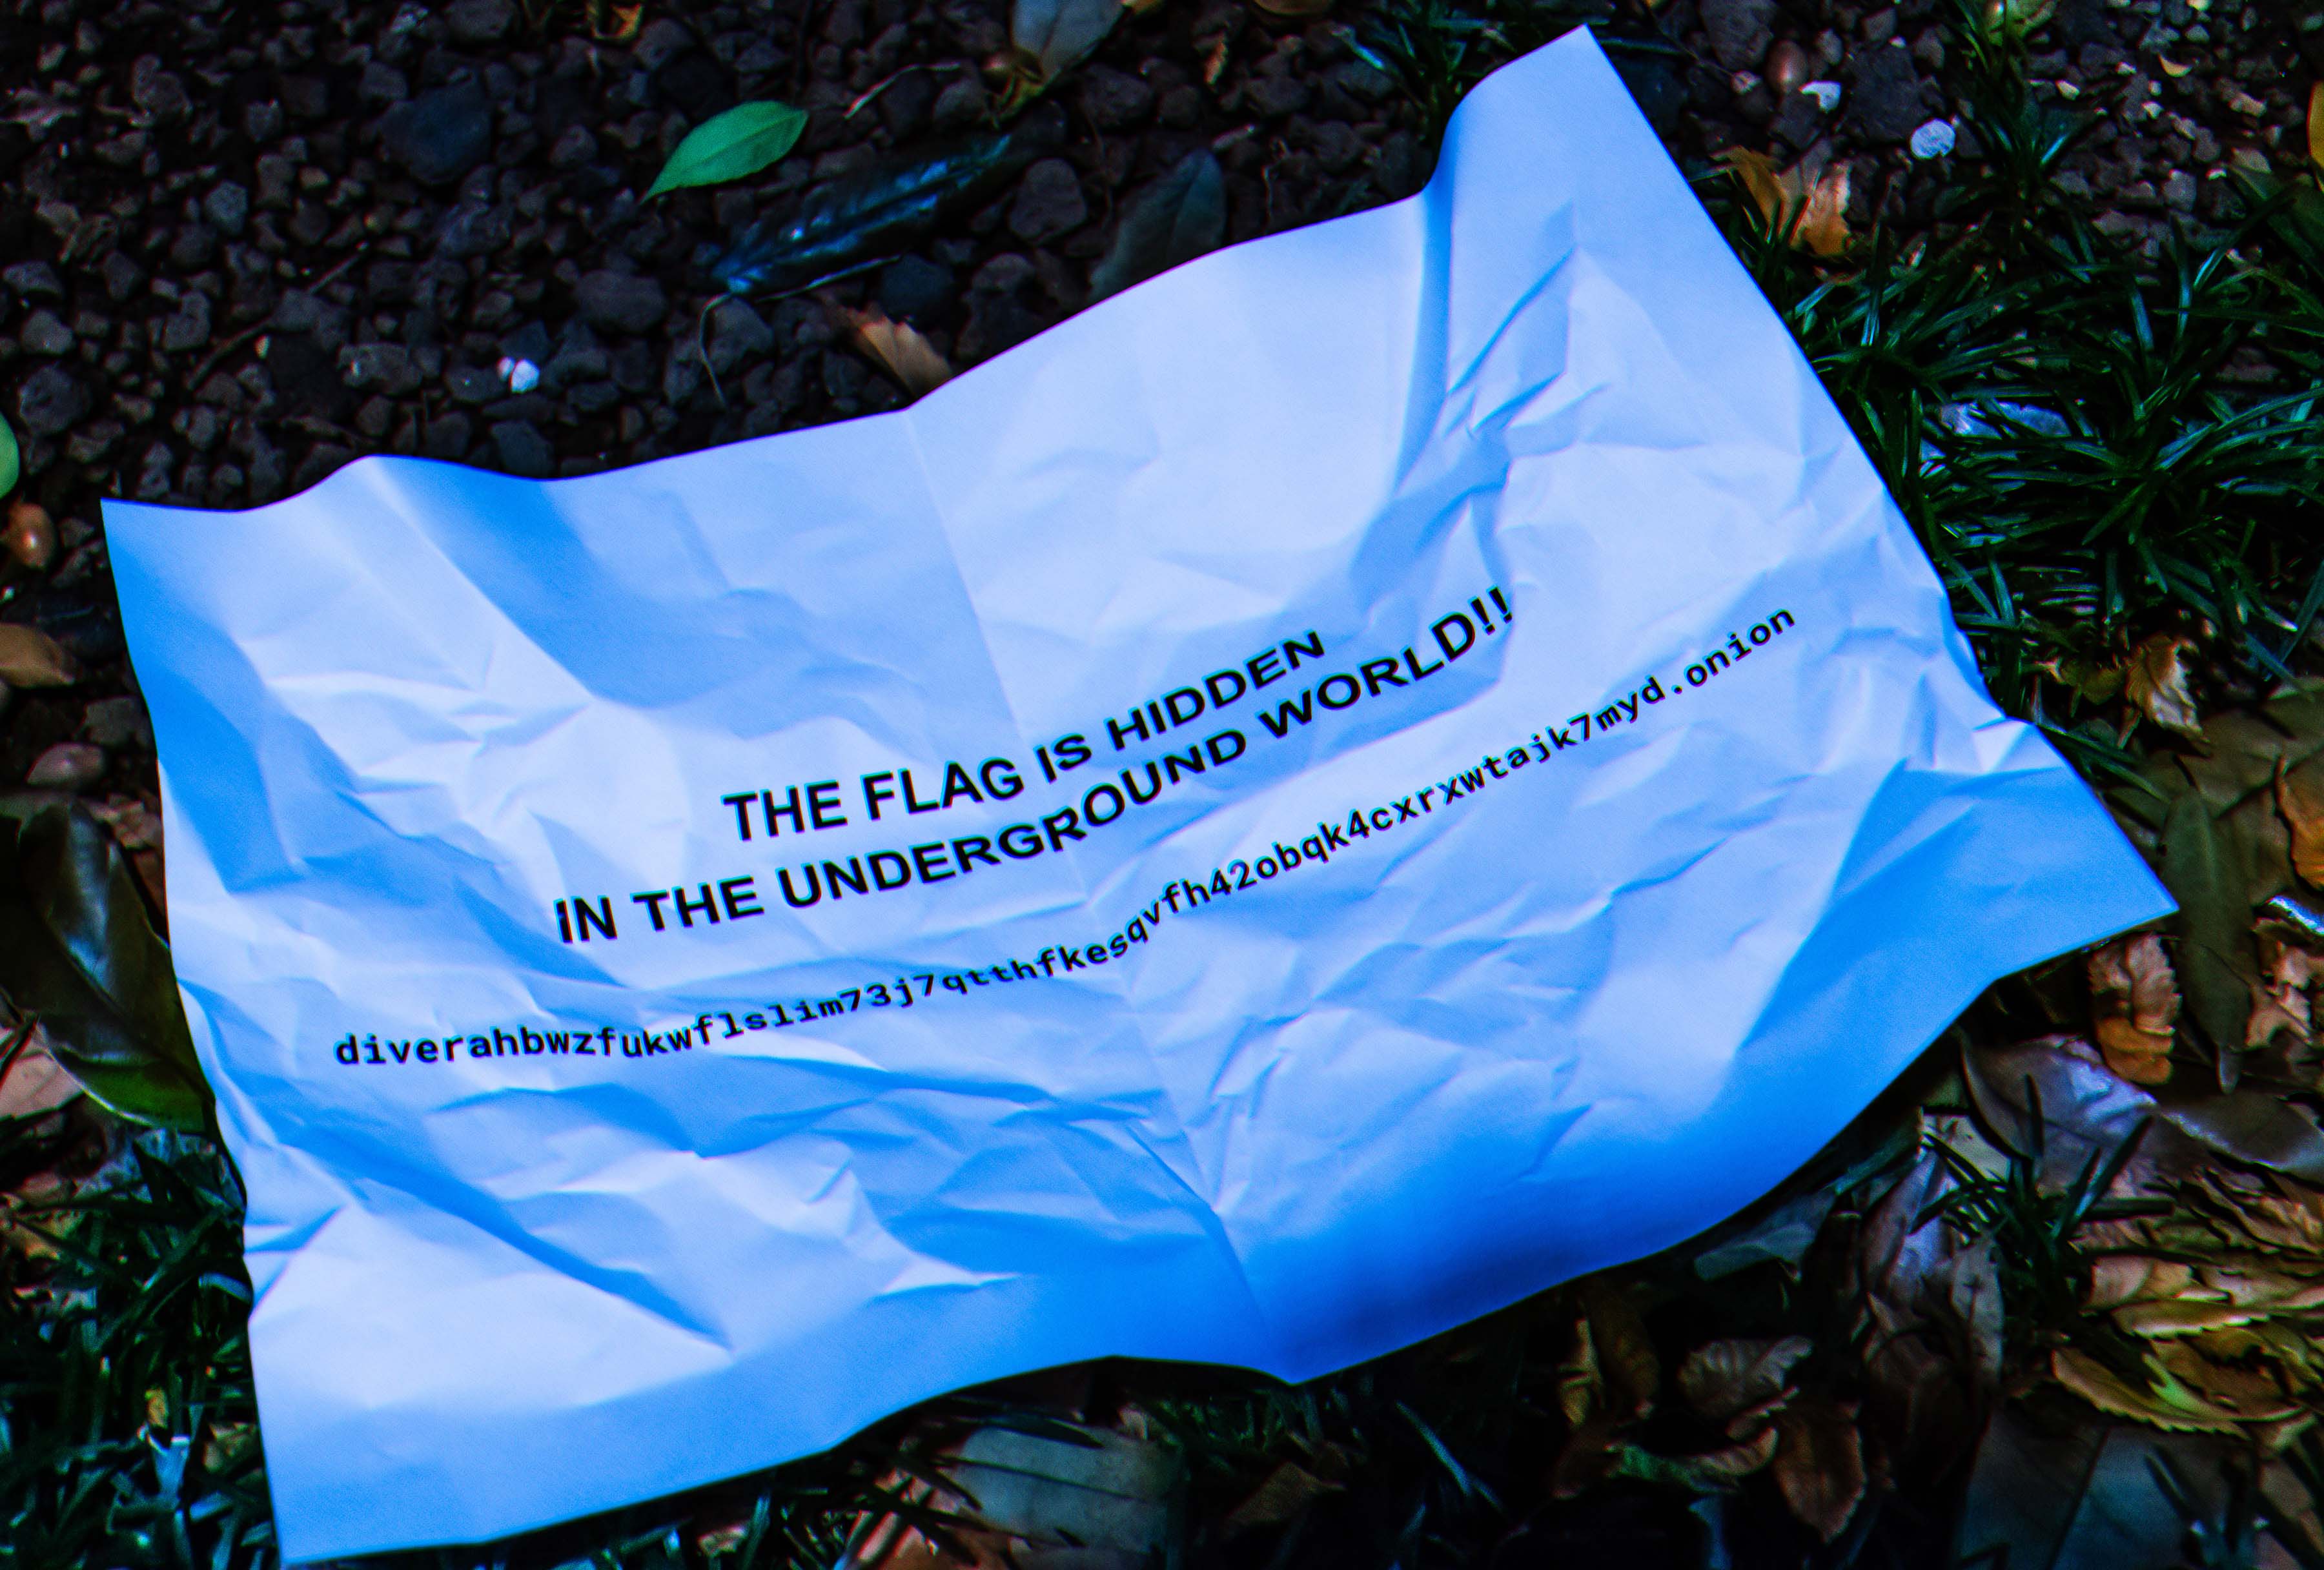 THE FLAG IS HIDDEN
IN THE UNDERGROUND WORLD!!
diverahbwzfukwflslim73j7qtthfkesqvfh42obqk4cxrxwtajk7myd.onion